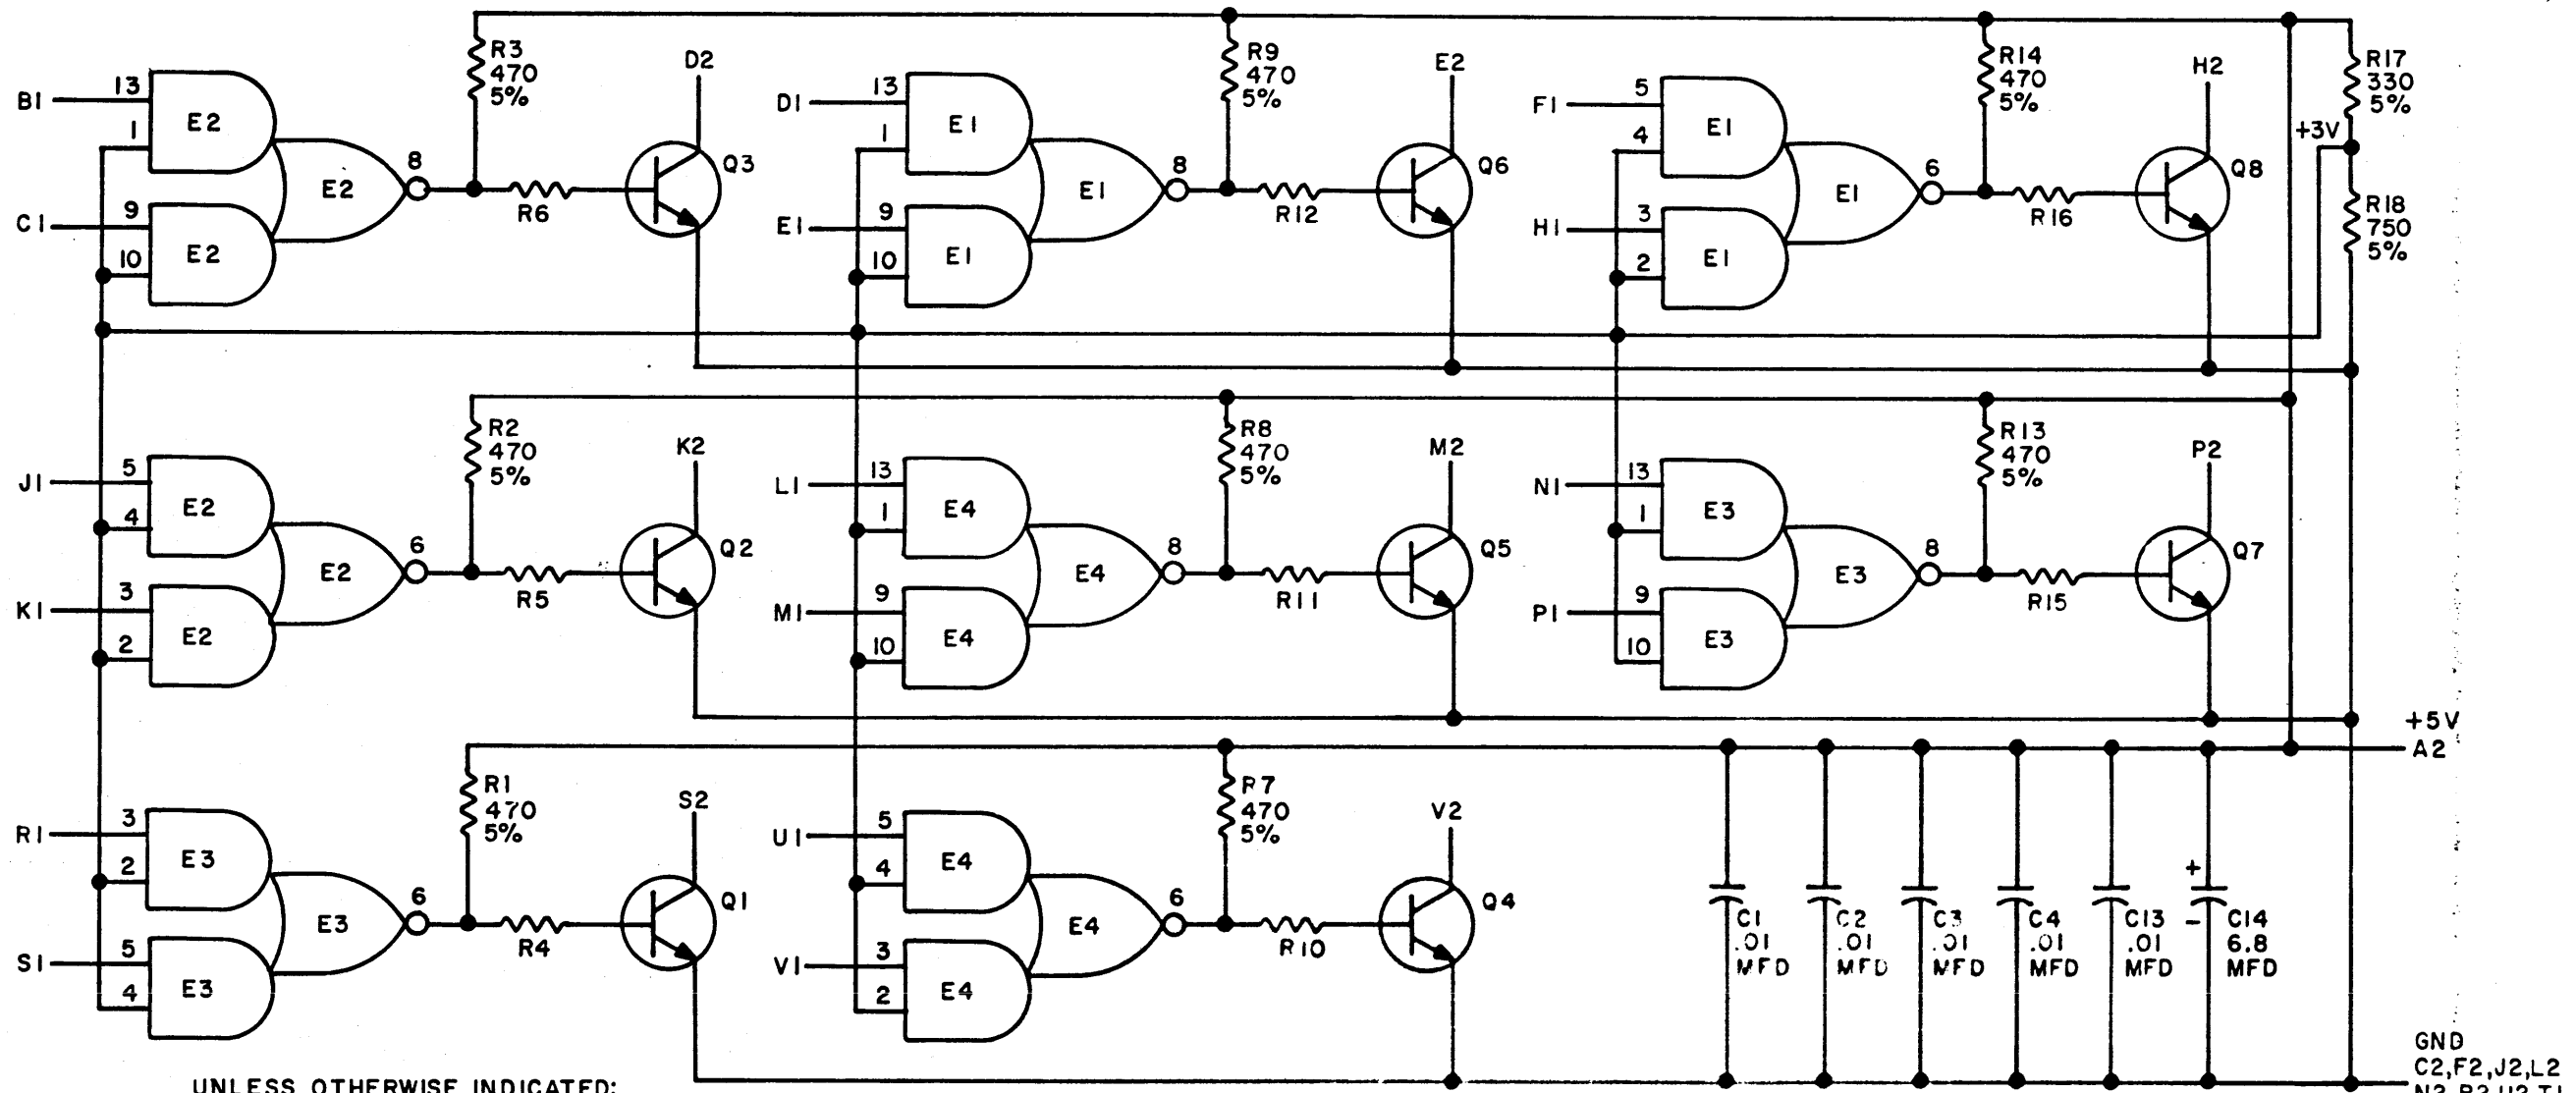 R3
470
5%
D2
R9
470
5%
E2
R14
470
5%
H2
R17
330
5%
+3V
R18
750
5%
B1
13
1
E2
C1
9
10
E2
E2
8
R6
Q3
D1
13
1
E1
E1
9
10
E1
E1
8
R12
Q6
F1
5
4
E1
H1
3
2
E1
E1
6
R16
Q8
R2
470
5%
K2
R8
470
5%
M2
R13
470
5%
P2
J1
5
4
E2
K1
3
2
E2
E2
6
R5
Q2
L1
13
1
E4
M1
9
10
E4
E4
8
R11
Q5
N1
13
1
E3
P1
9
10
E3
E3
8
R15
Q7
+5V
A2
R1
470
5%
S2
R7
470
5%
V2
R1
3
2
E3
S1
5
4
E3
E3
6
R4
Q1
U1
5
4
E4
V1
3
2
E4
E4
6
R10
Q4
C1
.01
MFD
C2
.01
MFD
C3
.01
MFD
C4
.01
MFD
C13
.01
MFD
+
-
C14
6.8
MFD
GND
C2,F2,J2,L2
UNLESS OTHERWISE INDICATED: